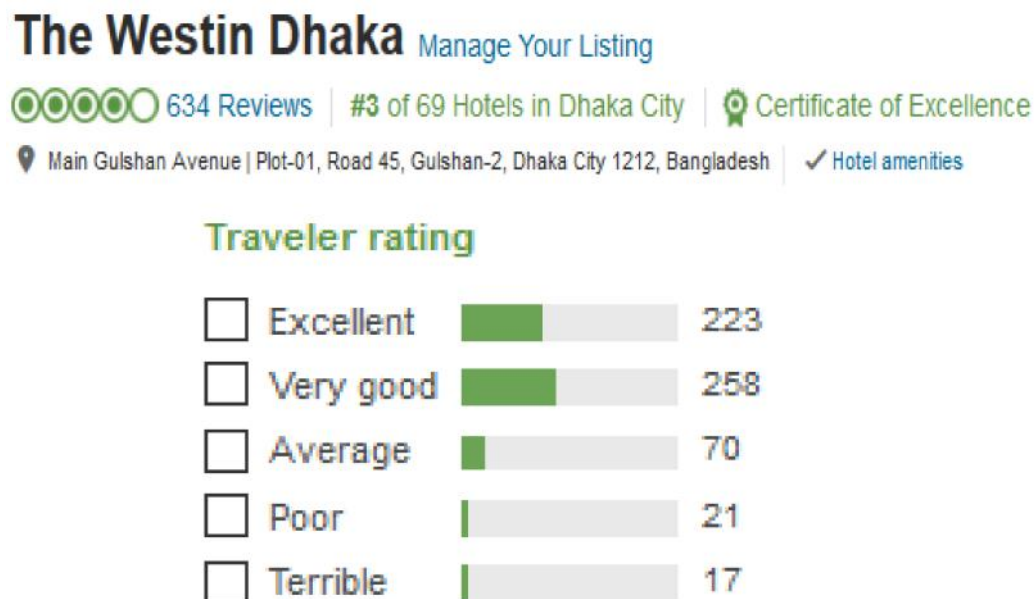 The Westin Dhaka Manage Your Listing
634 Reviews #3 of 69 Hotels in Dhaka City Certificate of Excellence
Main Gulshan Avenue | Plot-01, Road 45, Gulshan-2, Dhaka City 1212, Bangladesh Hotel amenities
Traveler rating
Excellent 223
Very good 258
Average 70
Poor 21
Terrible 17